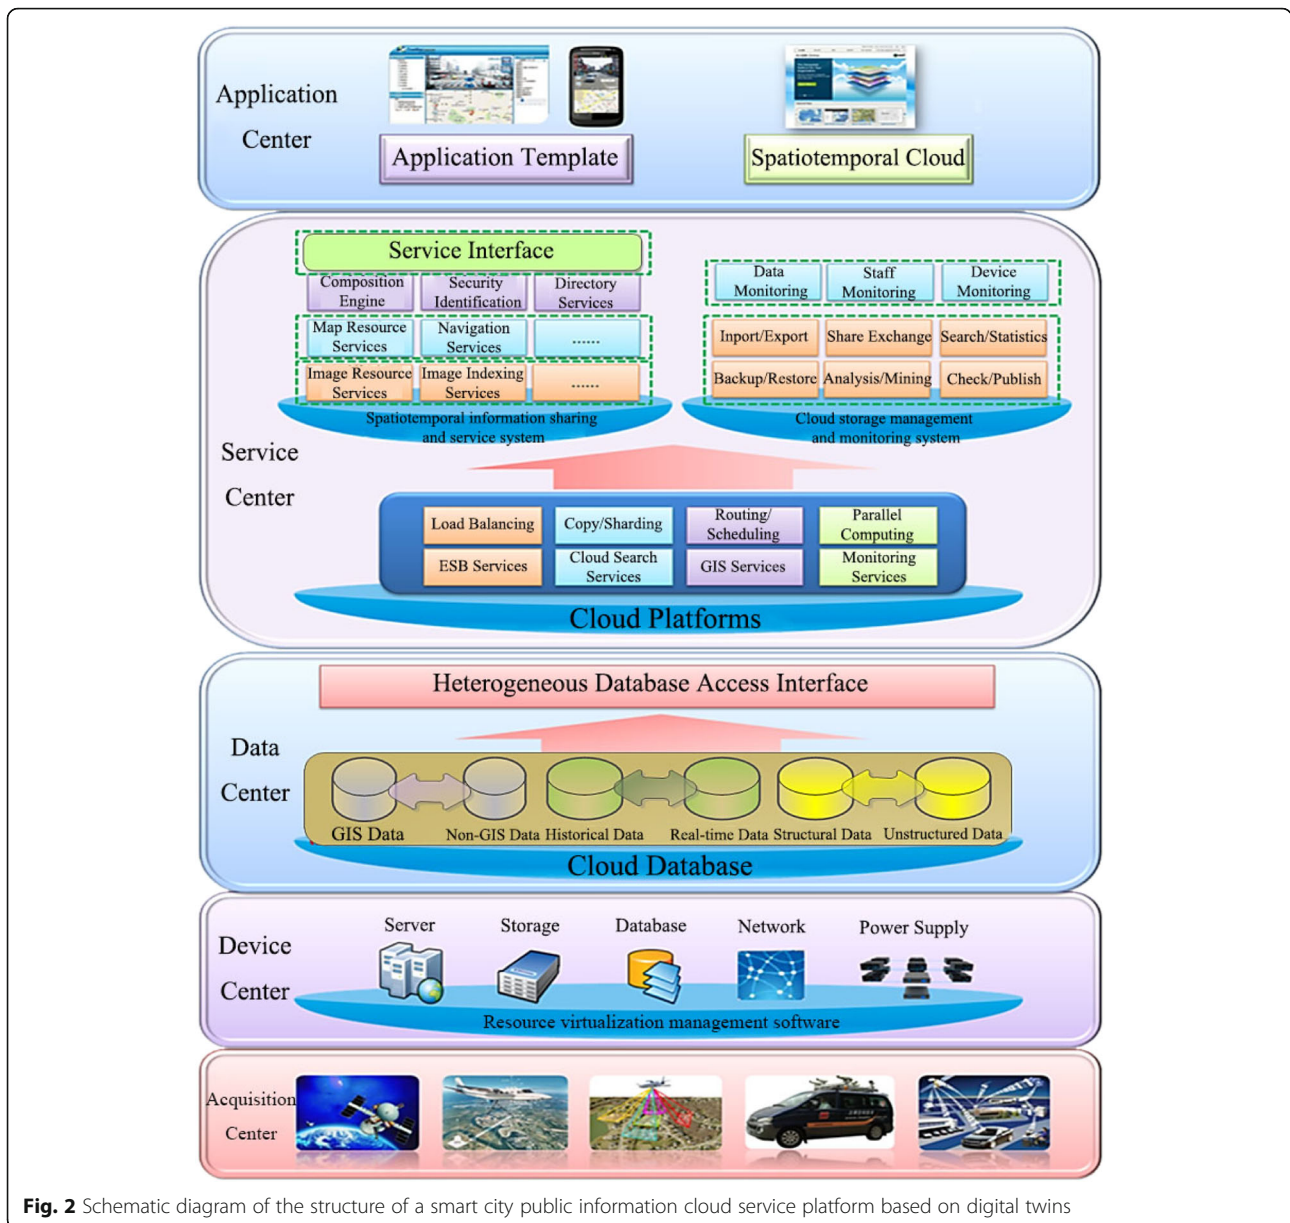 Application
Center
Application Template
Spatiotemporal Cloud
Service Interface
Composition
Engine
Security
Identification
Directory
Services
Map Resource
Services
Navigation
Services
......
Image Resource
Services
Image Indexing
Services
......
Spatiotemporal information sharing
and service system
Data
Monitoring
Staff
Monitoring
Device
Monitoring
Inport/Export
Share Exchange
Search/Statistics
Backup/Restore
Analysis/Mining
Check/Publish
Cloud storage management
and monitoring system
Service
Center
Load Balancing
Copy/Sharding
Routing/
Scheduling
Parallel
Computing
ESB Services
Cloud Search
Services
GIS Services
Monitoring
Services
Cloud Platforms
Heterogeneous Database Access Interface
Data
Center
GIS Data
Non-GIS Data
Historical Data
Real-time Data
Structural Data
Unstructured Data
Cloud Database
Device
Center
Server
Storage
Database
Network
Power Supply
Resource virtualization management software
Acquisition
Center
Fig. 2 Schematic diagram of the structure of a smart city public information cloud service platform based on digital twins